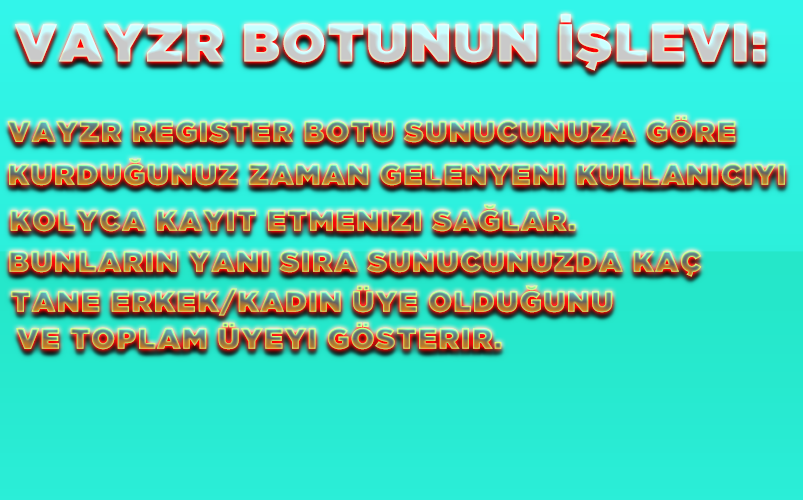 VAYZR BOTUNUN İŞLEVI:
VAYZR REGISTER BOTU SUNUCUNUZA GÖRE
KURDUĞUNUZ ZAMAN GELENYENI KULLANICIYI
KOLYCA KAYIT ETMENIZI SAĞLAR.
BUNLARIN YANI SIRA SUNUCUNUZDA KAÇ
TANE ERKEK/KADIN ÜYE OLDUĞUNU
VE TOPLAM ÜYEYI GÖSTERIR.